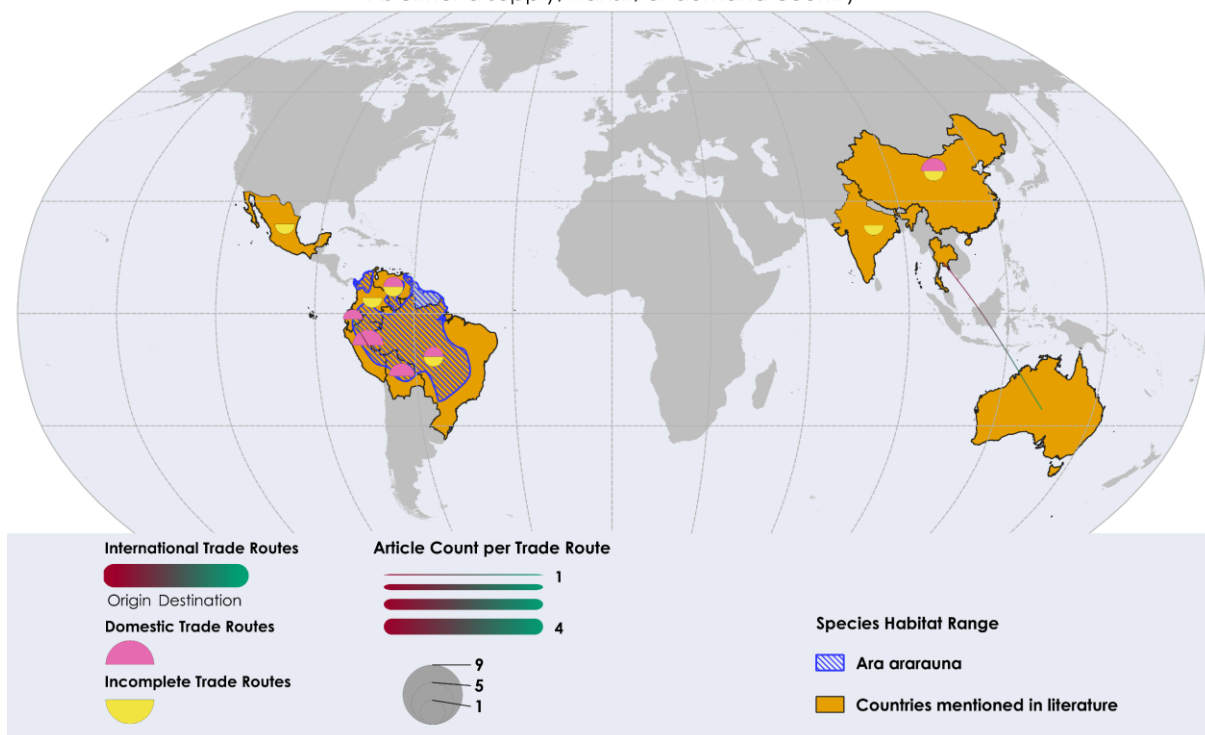 International Trade Routes
Origin Destination
Domestic Trade Routes
Incomplete Trade Routes
Article Count per Trade Route
1
4
9
5
1
Species Habitat Range
Ara ararauna
Countries mentioned in literature